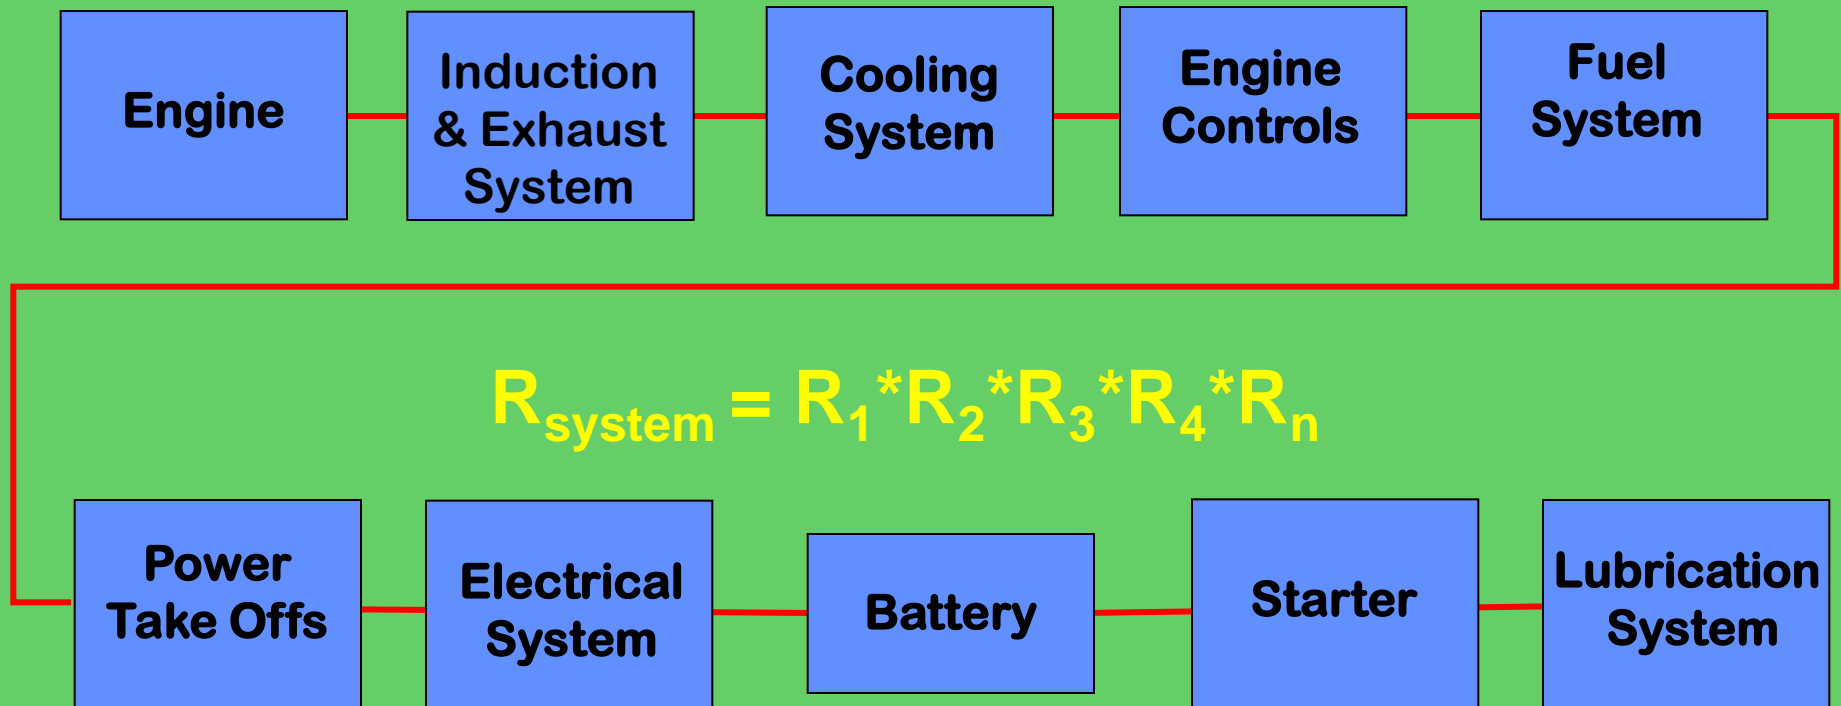 Engine
Induction
& Exhaust
System
Cooling
System
Engine
Controls
Fuel
System
Rsystem = R1*R2*R3*R4*Rn
Power
Take Offs
Electrical
System
Battery
Starter
Lubrication
System